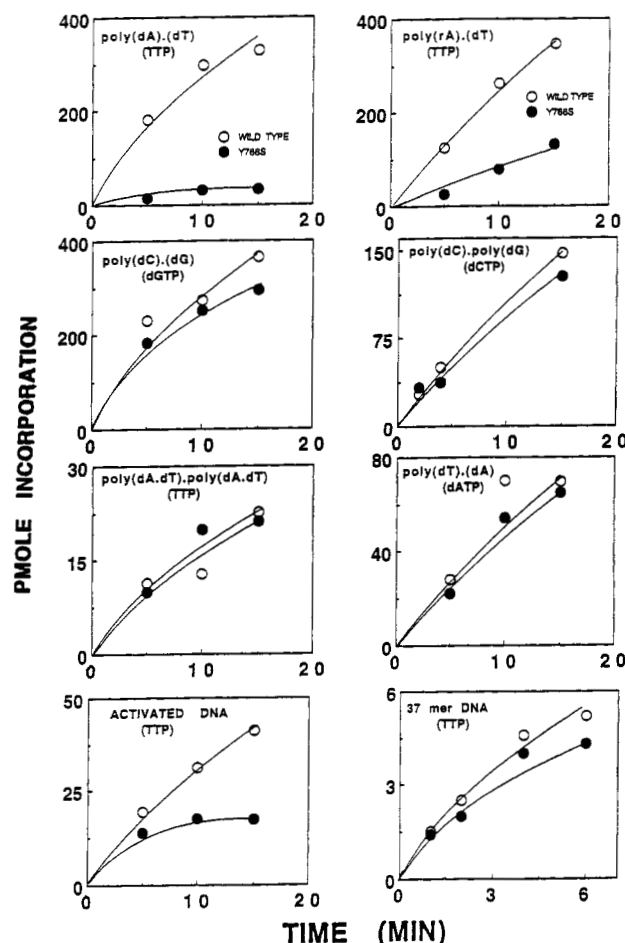 PMOLE INCORPORATION
poly(dA).(dT)
(TTP)
400
200
0
0
10
20
WILD TYPE
Y766S
poly(rA).(dT)
(TTP)
400
200
0
0
10
20
WILD TYPE
Y766S
poly(dC).(dG)
(dGTP)
400
200
0
0
10
20
poly(dC).poly(dG)
(dCTP)
150
75
0
0
10
20
poly(dA.dT).poly(dA.dT)
(TTP)
30
15
0
0
10
20
poly(dT).(dA)
(dATP)
80
40
0
0
10
20
ACTIVATED DNA
(TTP)
50
25
0
0
10
20
37 mer DNA
(TTP)
6
3
0
0
3
6
TIME (MIN)